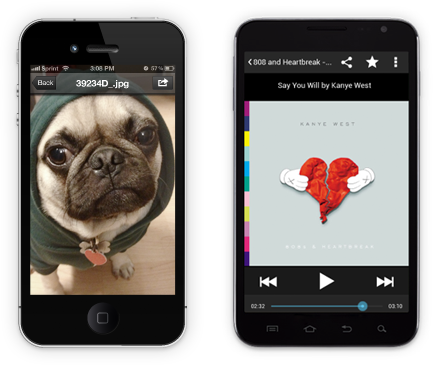 Sprint
3:08 PM
57%
Back
39234D_.jpg
808 and Heartbreak -...
Say You Will by Kanye West
KANYE WEST
808S & HEARTBREAK
02:32
03:10